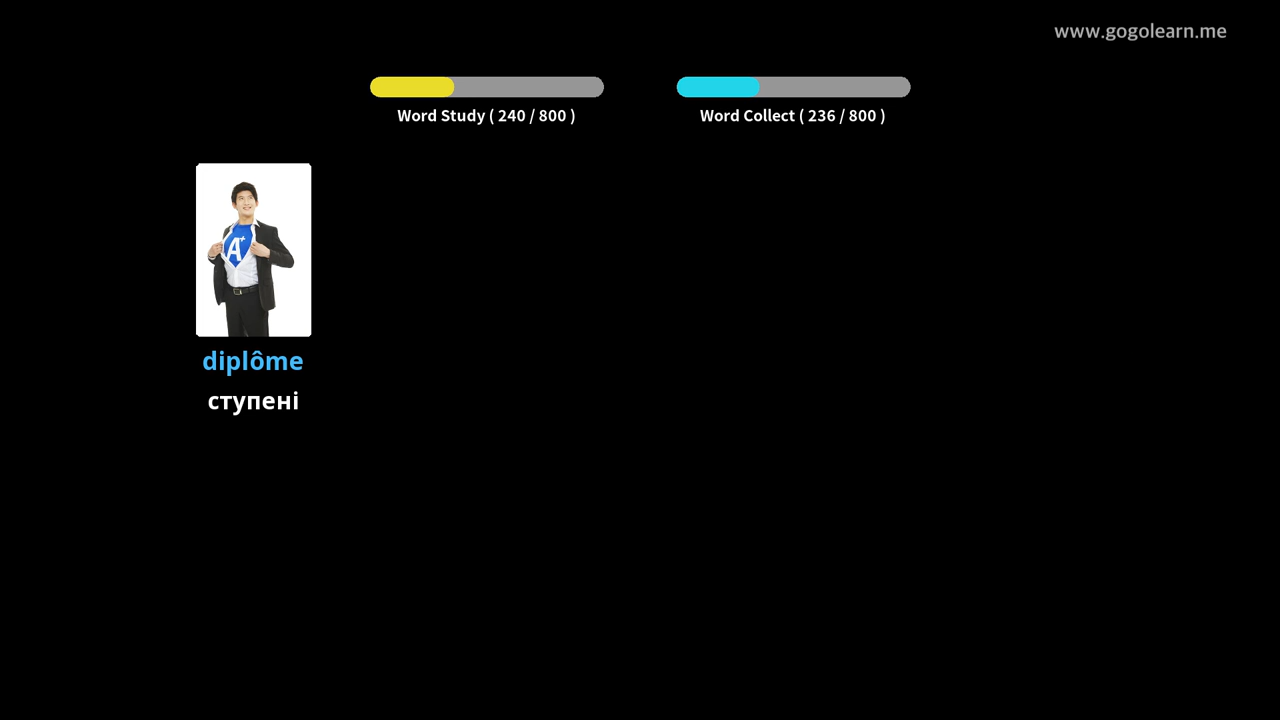 www.gogolearn.me
Word Study ( 240 / 800 )
Word Collect ( 236 / 800 )
A+
diplôme
ступені